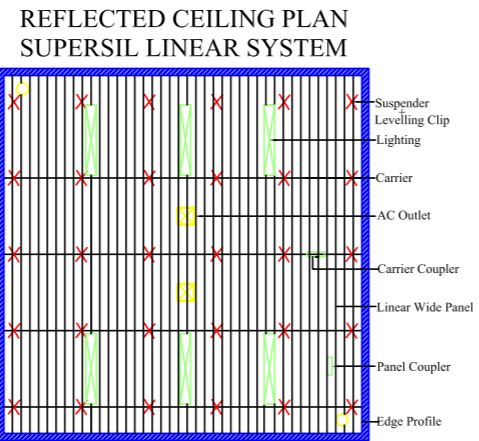 REFLECTED CEILING PLAN
SUPERSIL LINEAR SYSTEM
Suspender
+
Levelling Clip
Lighting
Carrier
AC Outlet
Carrier Coupler
Linear Wide Panel
Panel Coupler
Edge Profile